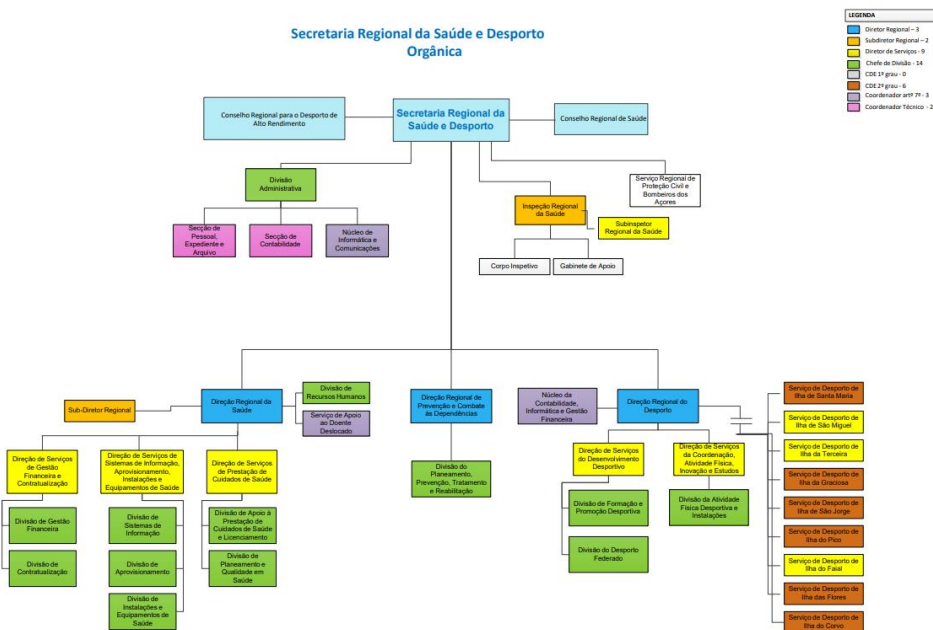 Secretaria Regional da Saúde e Desporto
Orgânica
LEGENDA
Diretor Regional – 3
Subdiretor Regional – 2
Diretor de Serviços - 9
Chefe de Divisão - 14
CDE 1º grau - 0
CDE 2º grau - 6
Coordenador artº 7º - 3
Coordenador Técnico - 2
Conselho Regional para o Desporto de
Alto Rendimento
Secretaria Regional da
Saúde e Desporto
Conselho Regional de Saúde
Divisão
Administrativa
Secção de
Pessoal,
Expediente e
Arquivo
Secção de
Contabilidade
Núcleo de
Informática e
Comunicações
Inspeção Regional
da Saúde
Subinspetor
Regional da Saúde
Serviço Regional de
Proteção Civil e
Bombeiros dos
Açores
Corpo Inspetivo
Gabinete de Apoio
Sub-Diretor Regional
Direção Regional da
Saúde
Divisão de
Recursos Humanos
Serviço de Apoio
ao Doente
Deslocado
Direção Regional de
Prevenção e Combate
às Dependências
Núcleo da
Contabilidade,
Informática e Gestão
Financeira
Direção Regional do
Desporto
Direção de Serviços
de Gestão
Financeira e
Contratualização
Direção de Serviços de
Sistemas de Informação,
Aprovisionamento,
Instalações e
Equipamentos de Saúde
Direção de Serviços
de Prestação de
Cuidados de Saúde
Divisão do
Planeamento,
Prevenção, Tratamento
e Reabilitação
Direção de Serviços
do Desenvolvimento
Desportivo
Direção de Serviços
da Coordenação,
Atividade Física,
Inovação e Estudos
Divisão de Gestão
Financeira
Divisão de
Contratualização
Divisão de
Sistemas de
Informação
Divisão de
Aprovisionamento
Divisão de
Instalações e
Equipamentos de
Saúde
Divisão de Apoio à
Prestação de
Cuidados de Saúde
e Licenciamento
Divisão de
Planeamento e
Qualidade em
Saúde
Divisão de Formação e
Promoção Desportiva
Divisão do Desporto
Federado
Divisão da Atividade
Física Desportiva e
Instalações
Serviço de Desporto de
Ilha de Santa Maria
Serviço de Desporto de
Ilha de São Miguel
Serviço de Desporto de
Ilha da Terceira
Serviço de Desporto de
Ilha da Graciosa
Serviço de Desporto de
Ilha de São Jorge
Serviço de Desporto de
Ilha do Pico
Serviço de Desporto de
Ilha do Faial
Serviço de Desporto de
Ilha das Flores
Serviço de Desporto de
Ilha do Corvo